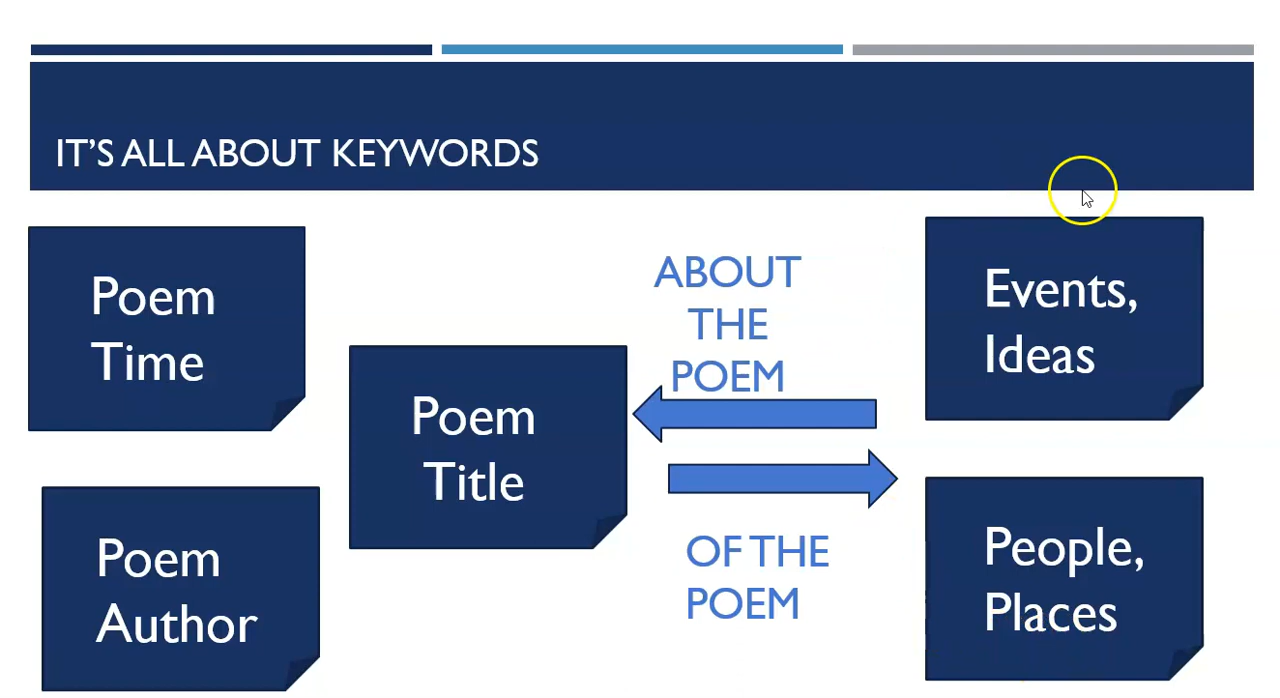 IT'S ALL ABOUT KEYWORDS
Poem
Time
Poem
Author
Poem
Title
ABOUT
THE
POEM
OF THE
POEM
Events,
Ideas
People,
Places